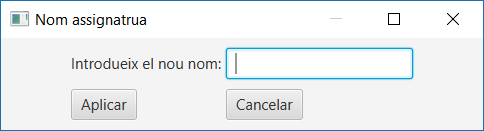 Nom assignatrua
Introdueix el nou nom:
Aplicar Cancelar